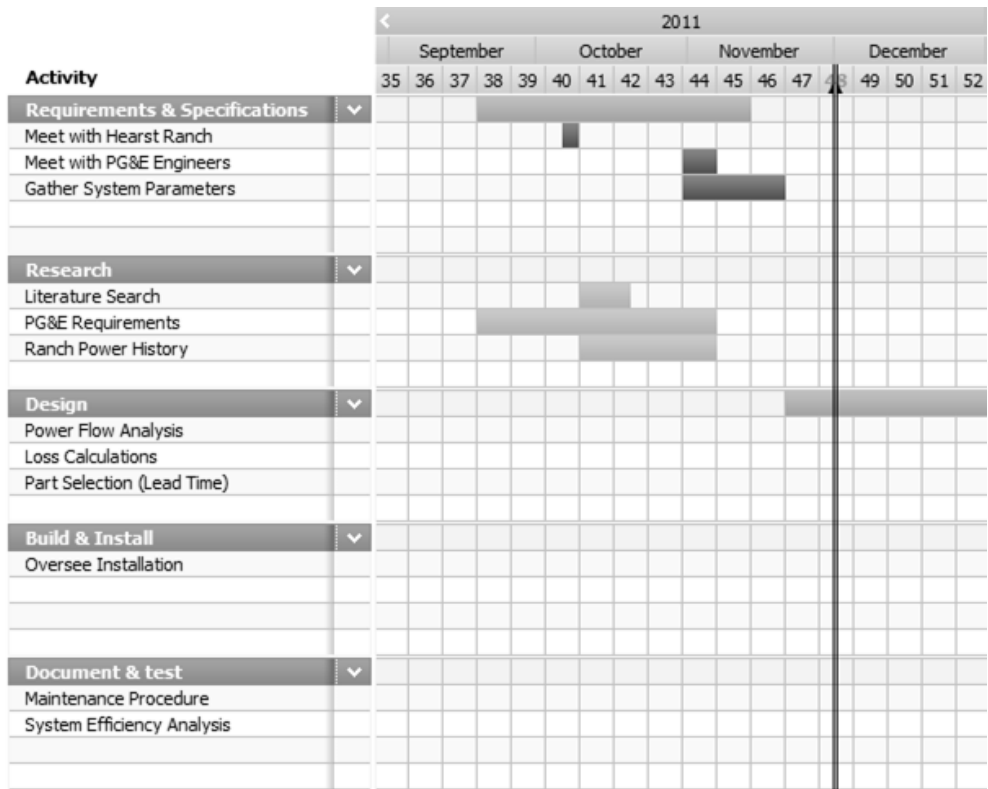 2011
September October November December
Activity 35 36 37 38 39 40 41 42 43 44 45 46 47 48 49 50 51 52
Requirements & Specifications
Meet with Hearst Ranch
Meet with PG&E Engineers
Gather System Parameters
Research
Literature Search
PG&E Requirements
Ranch Power History
Design
Power Flow Analysis
Loss Calculations
Part Selection (Lead Time)
Build & Install
Oversee Installation
Document & test
Maintenance Procedure
System Efficiency Analysis